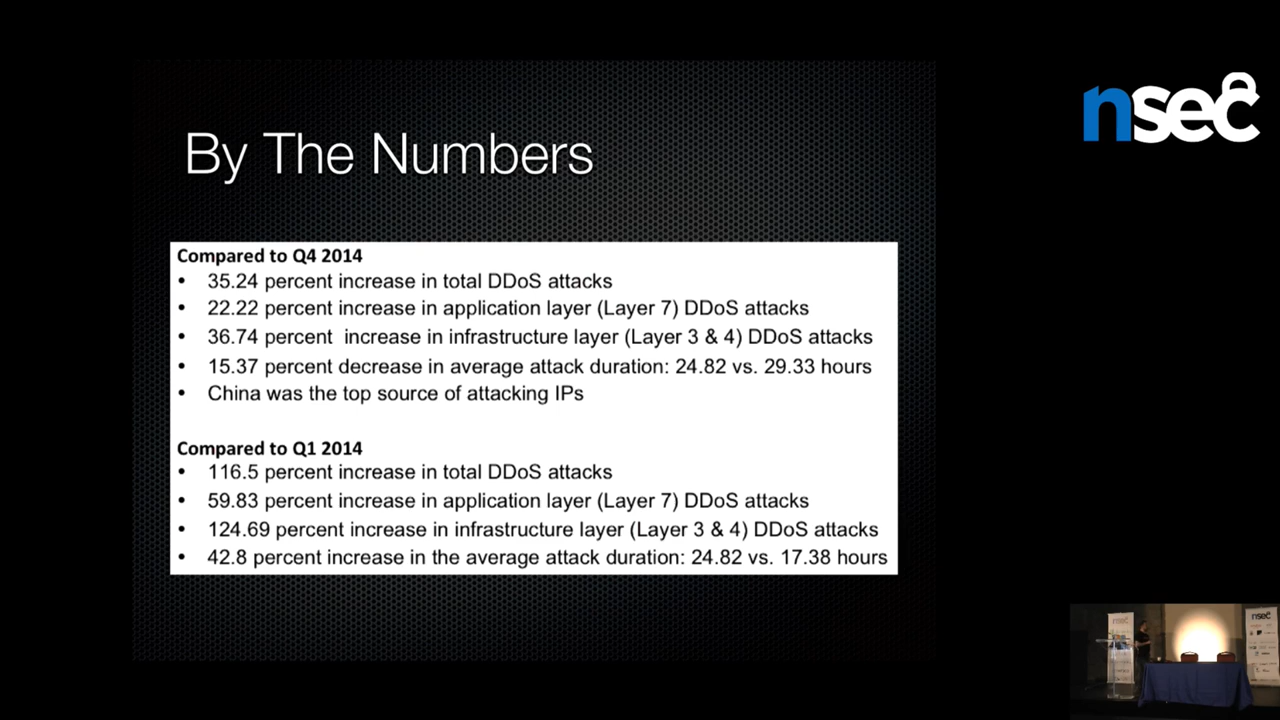 nsec
By The Numbers
Compared to Q4 2014
• 35.24 percent increase in total DDoS attacks
• 22.22 percent increase in application layer (Layer 7) DDoS attacks
• 36.74 percent  increase in infrastructure layer (Layer 3 & 4) DDoS attacks
• 15.37 percent decrease in average attack duration: 24.82 vs. 29.33 hours
• China was the top source of attacking IPs
Compared to Q1 2014
• 116.5 percent increase in total DDoS attacks
• 59.83 percent increase in application layer (Layer 7) DDoS attacks
• 124.69 percent increase in infrastructure layer (Layer 3 & 4) DDoS attacks
• 42.8 percent increase in the average attack duration: 24.82 vs. 17.38 hours
nsec